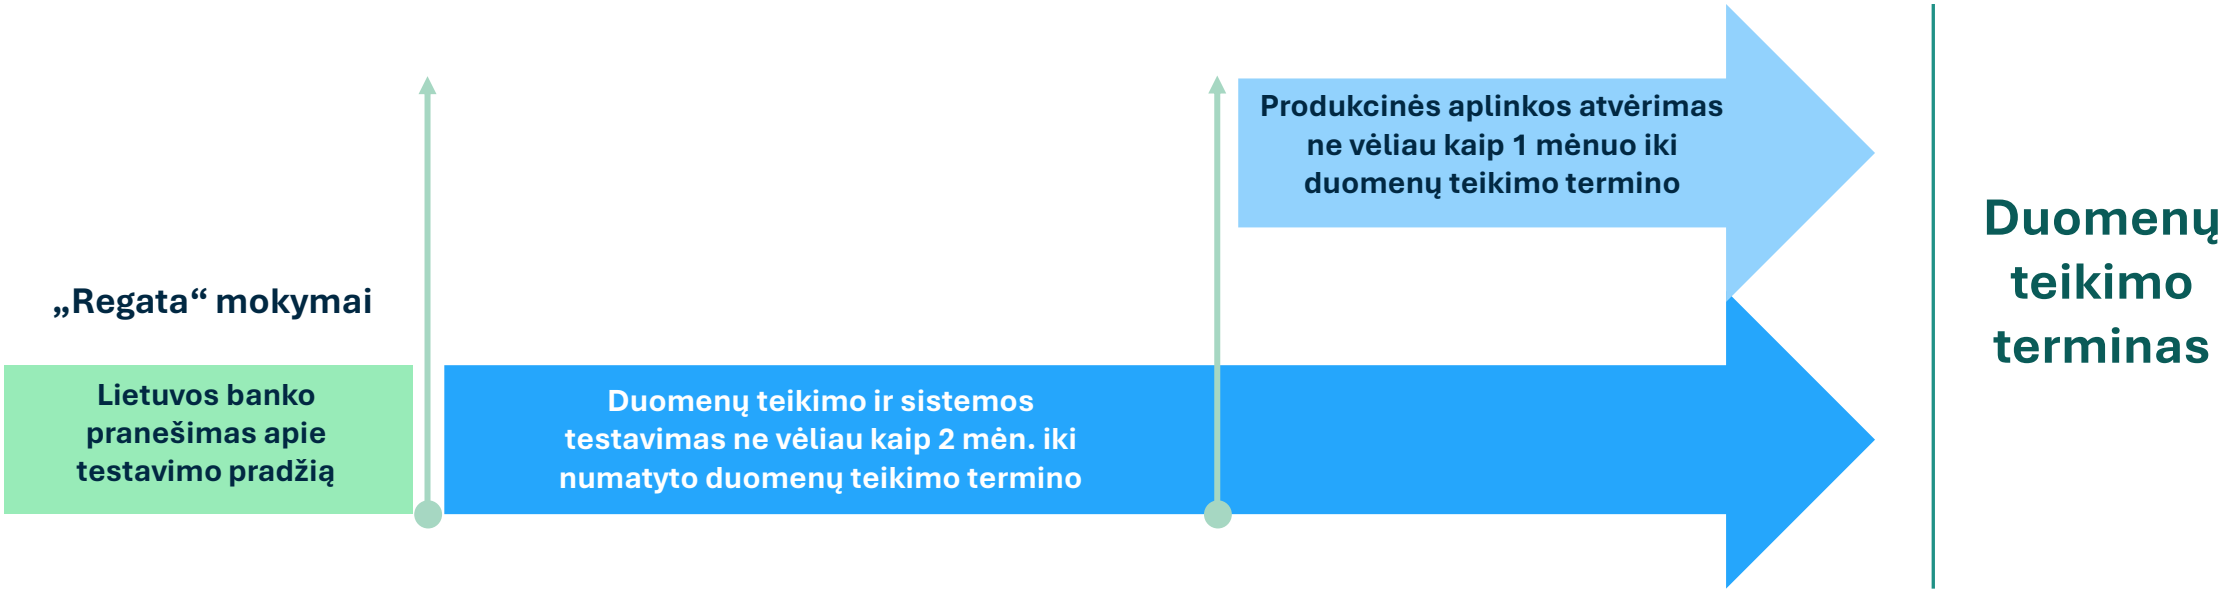 „Regata“ mokymai
Lietuvos banko
pranešimas apie
testavimo pradžią
Duomenų teikimo ir sistemos
testavimas ne vėliau kaip 2 mėn. iki
numatyto duomenų teikimo termino
Produkcinės aplinkos atvėrimas
ne vėliau kaip 1 mėnuo iki
duomenų teikimo termino
Duomenų
teikimo
terminas